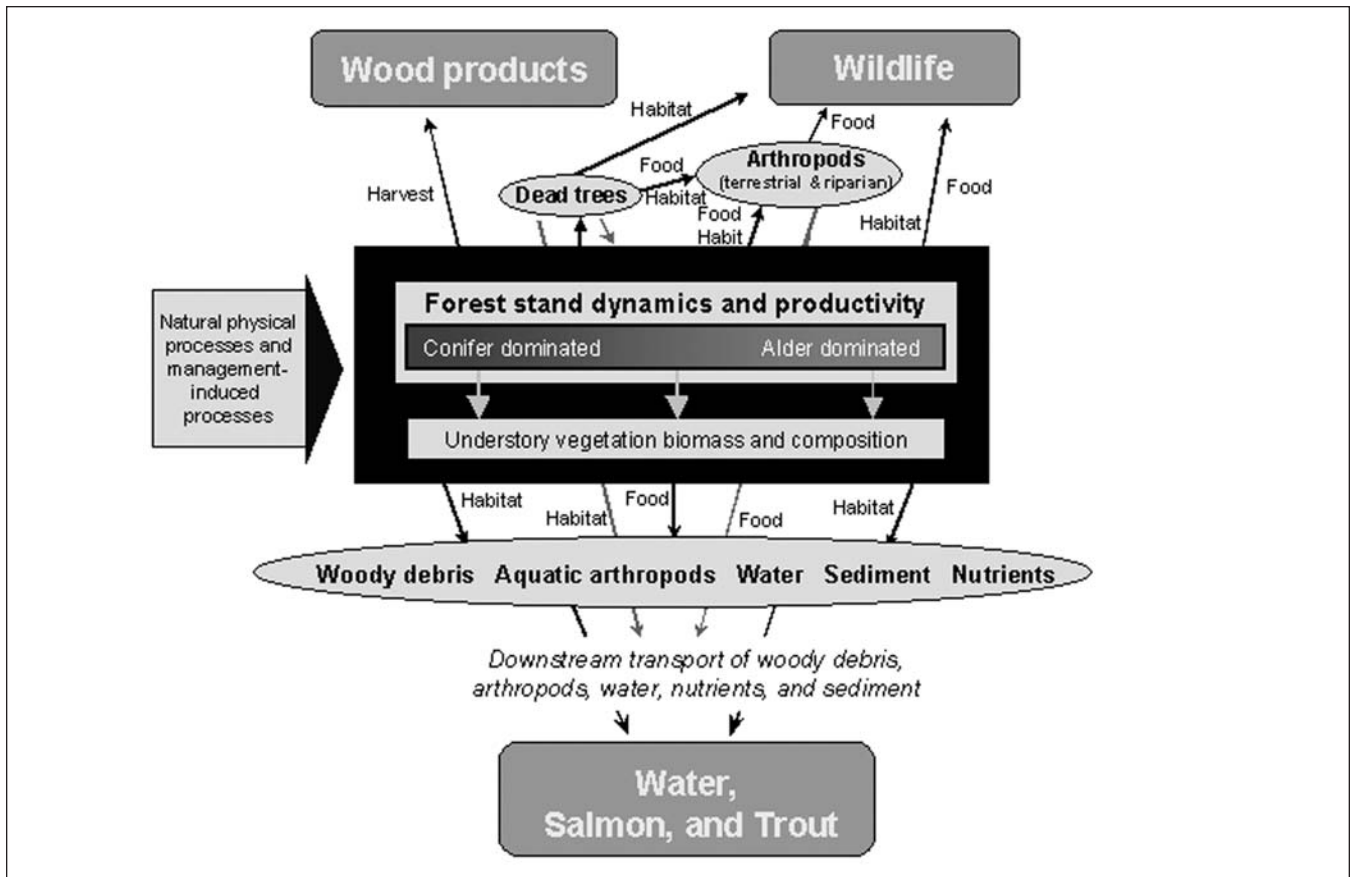 Wood products
Wildlife
Habitat
Food
Food
Arthropods
(terrestrial & riparian)
Harvest
Dead trees
Habitat
Food
Habit
Food
Habitat
Natural physical
processes and
management-
induced
processes
Forest stand dynamics and productivity
Conifer dominated
Alder dominated
Understory vegetation biomass and composition
Habitat
Habitat
Food
Food
Habitat
Woody debris Aquatic arthropods Water Sediment Nutrients
Downstream transport of woody debris,
arthropods, water, nutrients, and sediment
Water,
Salmon, and Trout